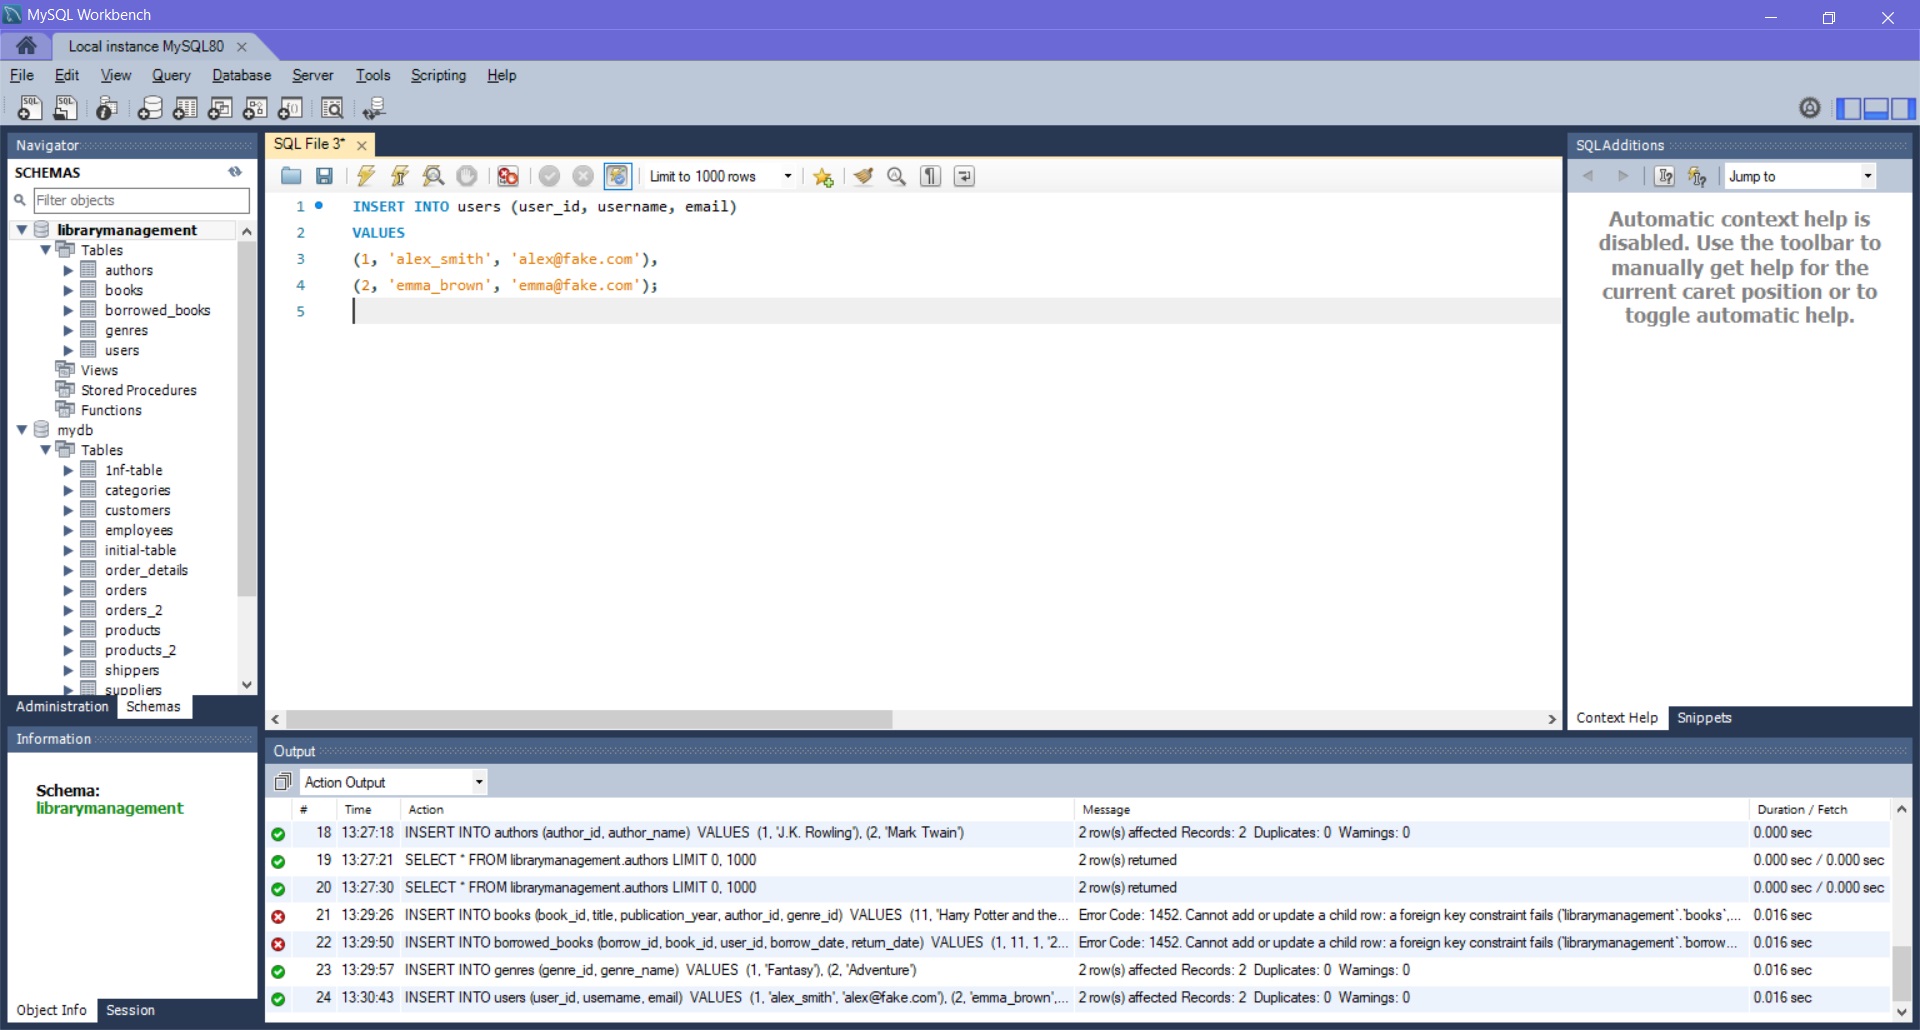 MySQL Workbench
Local instance MySQL80
File Edit View Query Database Server Tools Scripting Help
Navigator
SCHEMAS
Filter objects
librarymanagement
Tables
authors
books
borrowed_books
genres
users
Views
Stored Procedures
Functions
mydb
Tables
1nf-table
categories
customers
employees
initial-table
order_details
orders
orders_2
products
products_2
shippers
suppliers
Administration Schemas
Information
Schema:
librarymanagement
Object Info Session
SQL File 3*
Limit to 1000 rows
1 INSERT INTO users (user_id, username, email)
2 VALUES
3 (1, 'alex_smith', 'alex@fake.com'),
4 (2, 'emma_brown', 'emma@fake.com');
5
SQLAdditions
Jump to
Automatic context help is
disabled. Use the toolbar to
manually get help for the
current caret position or to
toggle automatic help.
Context Help Snippets
Output
Action Output
# Time Action Message Duration / Fetch
18 13:27:18 INSERT INTO authors (author_id, author_name) VALUES (1, 'J.K. Rowling'), (2, 'Mark Twain') 2 row(s) affected Records: 2 Duplicates: 0 Warnings: 0 0.000 sec
19 13:27:21 SELECT * FROM librarymanagement.authors LIMIT 0, 1000 2 row(s) returned 0.000 sec / 0.000 sec
20 13:27:30 SELECT * FROM librarymanagement.authors LIMIT 0, 1000 2 row(s) returned 0.000 sec / 0.000 sec
21 13:29:26 INSERT INTO books (book_id, title, publication_year, author_id, genre_id) VALUES (11, 'Harry Potter and the... Error Code: 1452. Cannot add or update a child row: a foreign key constraint fails (`librarymanagement`.`books`,... 0.016 sec
22 13:29:50 INSERT INTO borrowed_books (borrow_id, book_id, user_id, borrow_date, return_date) VALUES (1, 11, 1, '2... Error Code: 1452. Cannot add or update a child row: a foreign key constraint fails (`librarymanagement`.`borrow... 0.016 sec
23 13:29:57 INSERT INTO genres (genre_id, genre_name) VALUES (1, 'Fantasy'), (2, 'Adventure') 2 row(s) affected Records: 2 Duplicates: 0 Warnings: 0 0.016 sec
24 13:30:43 INSERT INTO users (user_id, username, email) VALUES (1, 'alex_smith', 'alex@fake.com'), (2, 'emma_brown',... 2 row(s) affected Records: 2 Duplicates: 0 Warnings: 0 0.016 sec